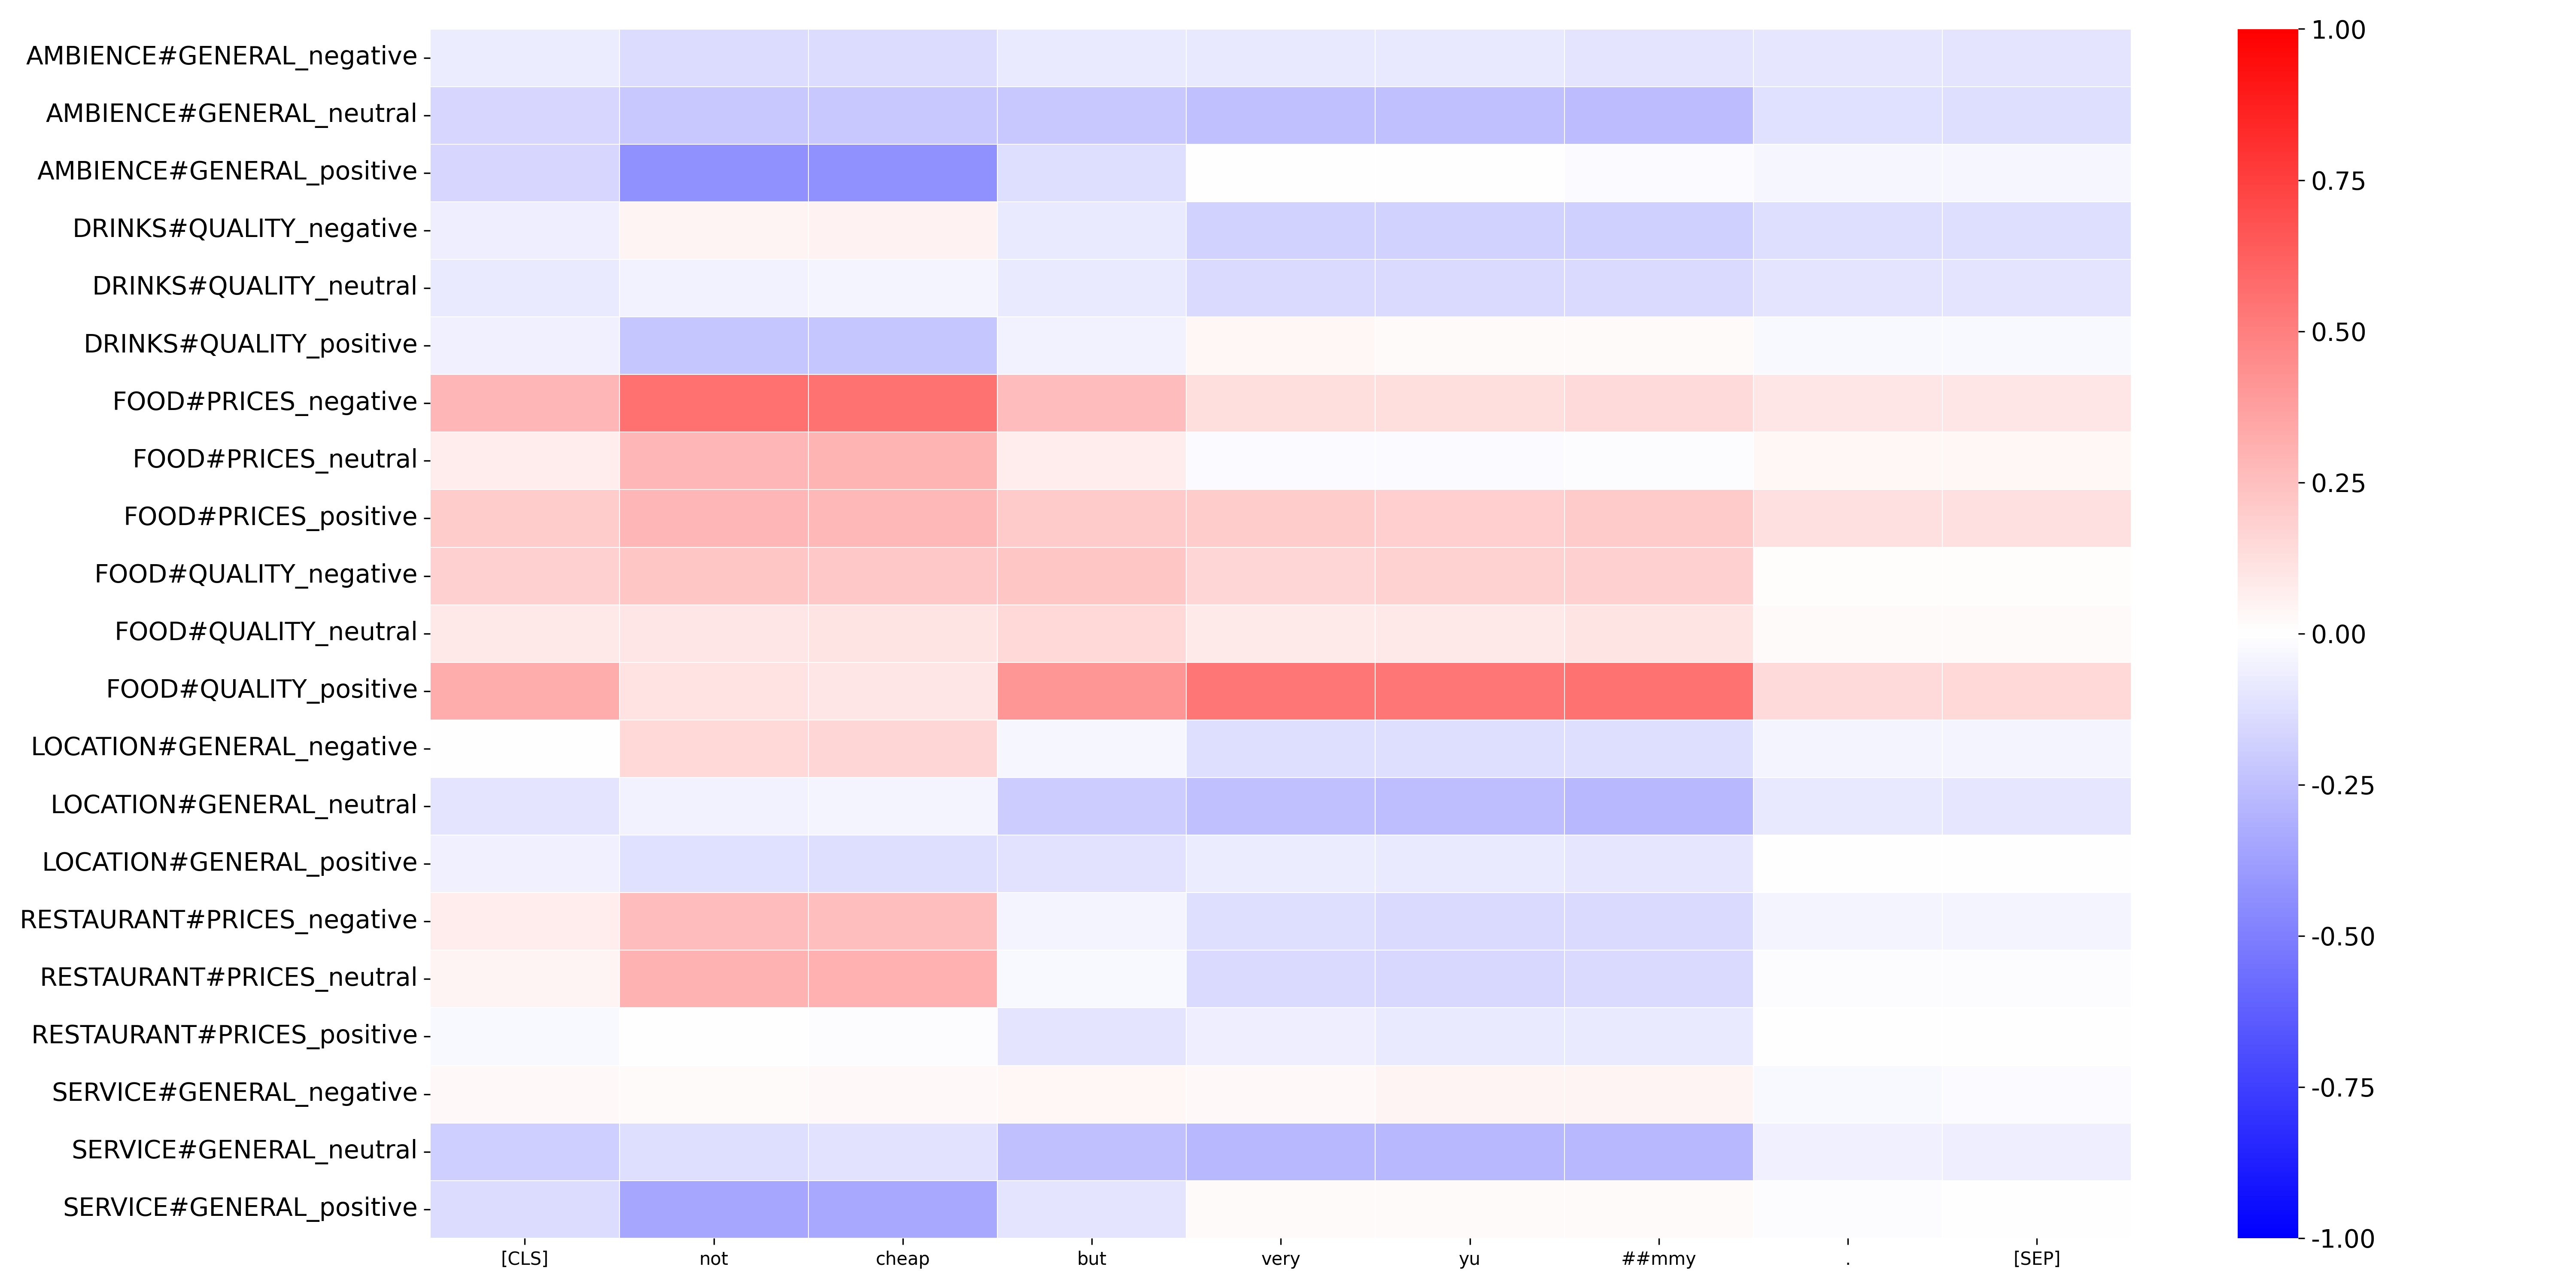 AMBIENCE#GENERAL_negative
AMBIENCE#GENERAL_neutral
AMBIENCE#GENERAL_positive
DRINKS#QUALITY_negative
DRINKS#QUALITY_neutral
DRINKS#QUALITY_positive
FOOD#PRICES_negative
FOOD#PRICES_neutral
FOOD#PRICES_positive
FOOD#QUALITY_negative
FOOD#QUALITY_neutral
FOOD#QUALITY_positive
LOCATION#GENERAL_negative
LOCATION#GENERAL_neutral
LOCATION#GENERAL_positive
RESTAURANT#PRICES_negative
RESTAURANT#PRICES_neutral
RESTAURANT#PRICES_positive
SERVICE#GENERAL_negative
SERVICE#GENERAL_neutral
SERVICE#GENERAL_positive
[CLS] not cheap but very yu ##mmy . [SEP]
1.00
0.75
0.50
0.25
0.00
-0.25
-0.50
-0.75
-1.00